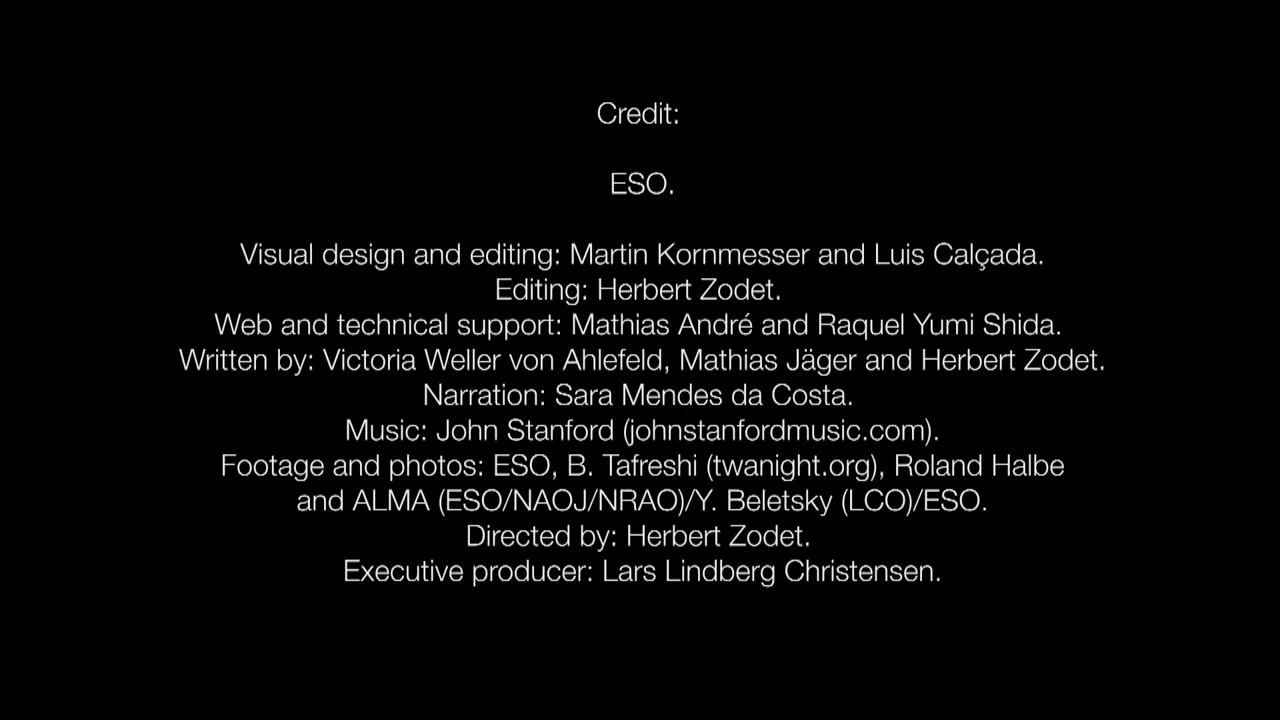 Credit:
ESO.
Visual design and editing: Martin Kornmesser and Luis Calçada.
Editing: Herbert Zodet.
Web and technical support: Mathias André and Raquel Yumi Shida.
Written by: Victoria Weller von Ahlefeld, Mathias Jäger and Herbert Zodet.
Narration: Sara Mendes da Costa.
Music: John Stanford (johnstanfordmusic.com).
Footage and photos: ESO, B. Tafreshi (twanight.org), Roland Halbe
and ALMA (ESO/NAOJ/NRAO)/Y. Beletsky (LCO)/ESO.
Directed by: Herbert Zodet.
Executive producer: Lars Lindberg Christensen.